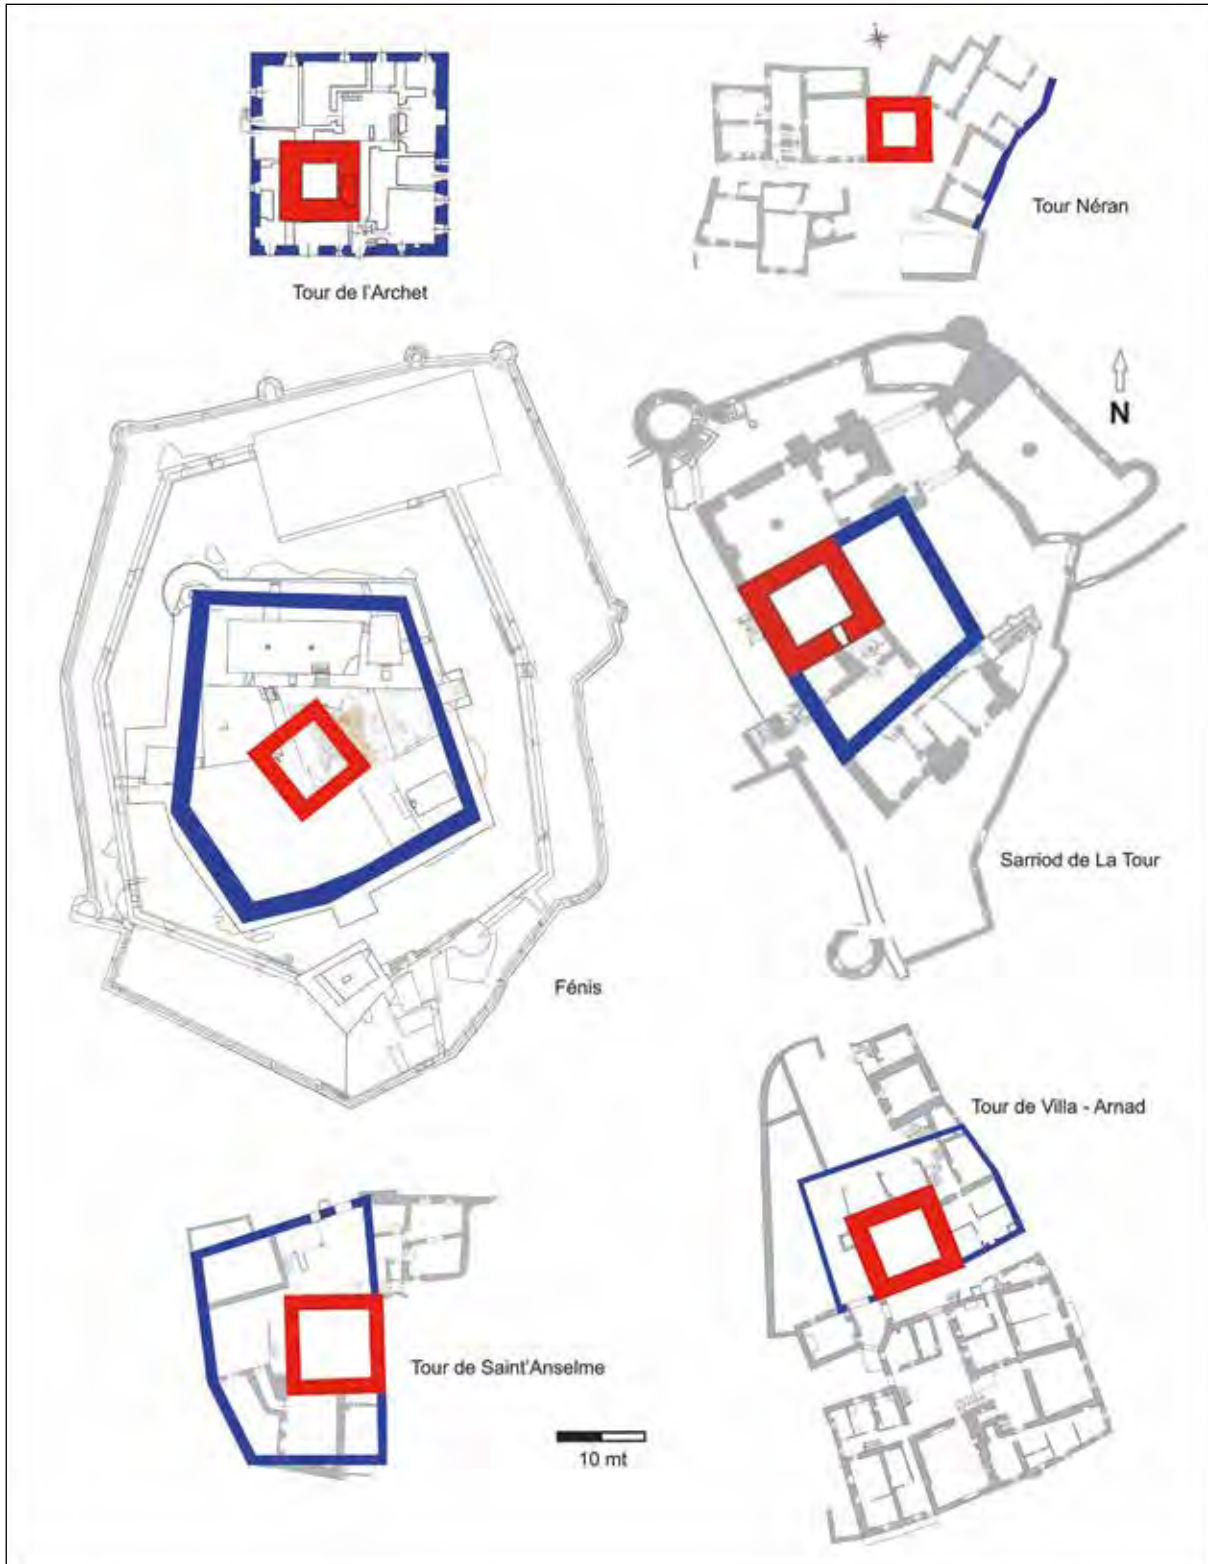 Tour de l'Archet
Tour Néran
N
Sarriod de La Tour
Fénis
Tour de Villa - Arnad
Tour de Saint'Anselme
10 mt